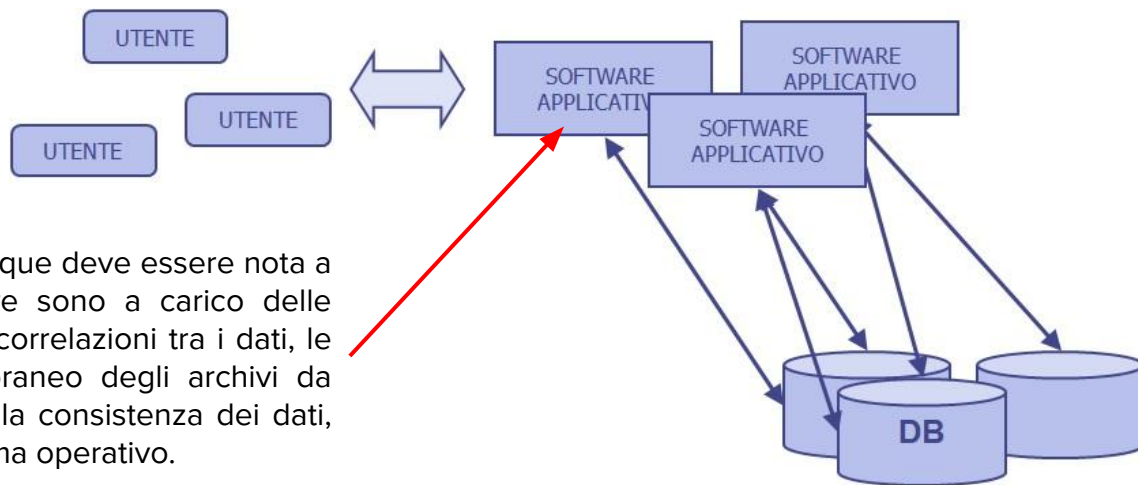 UTENTE
UTENTE
UTENTE
SOFTWARE
APPLICATIV
SOFTWARE
APPLICATIVO
SOFTWARE
APPLICATIVO
que deve essere nota a
e sono a carico delle
correlazioni tra i dati, le
raneo degli archivi da
la consistenza dei dati,
na operativo.
DB